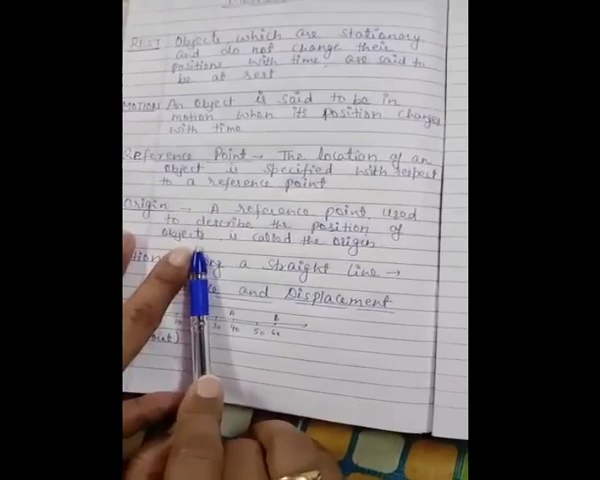 REST Objects which are stationary
and do not change their
positions with time are said to
be at rest
MOTION An object is said to be in
motion when its position changes
with time
Reference Point → The location of an
object is specified with respect
to a reference point
Origin → A reference point used
to describe the position of
objects is called the origin
a straight line →
and Displacement
A B
30 40 50 60